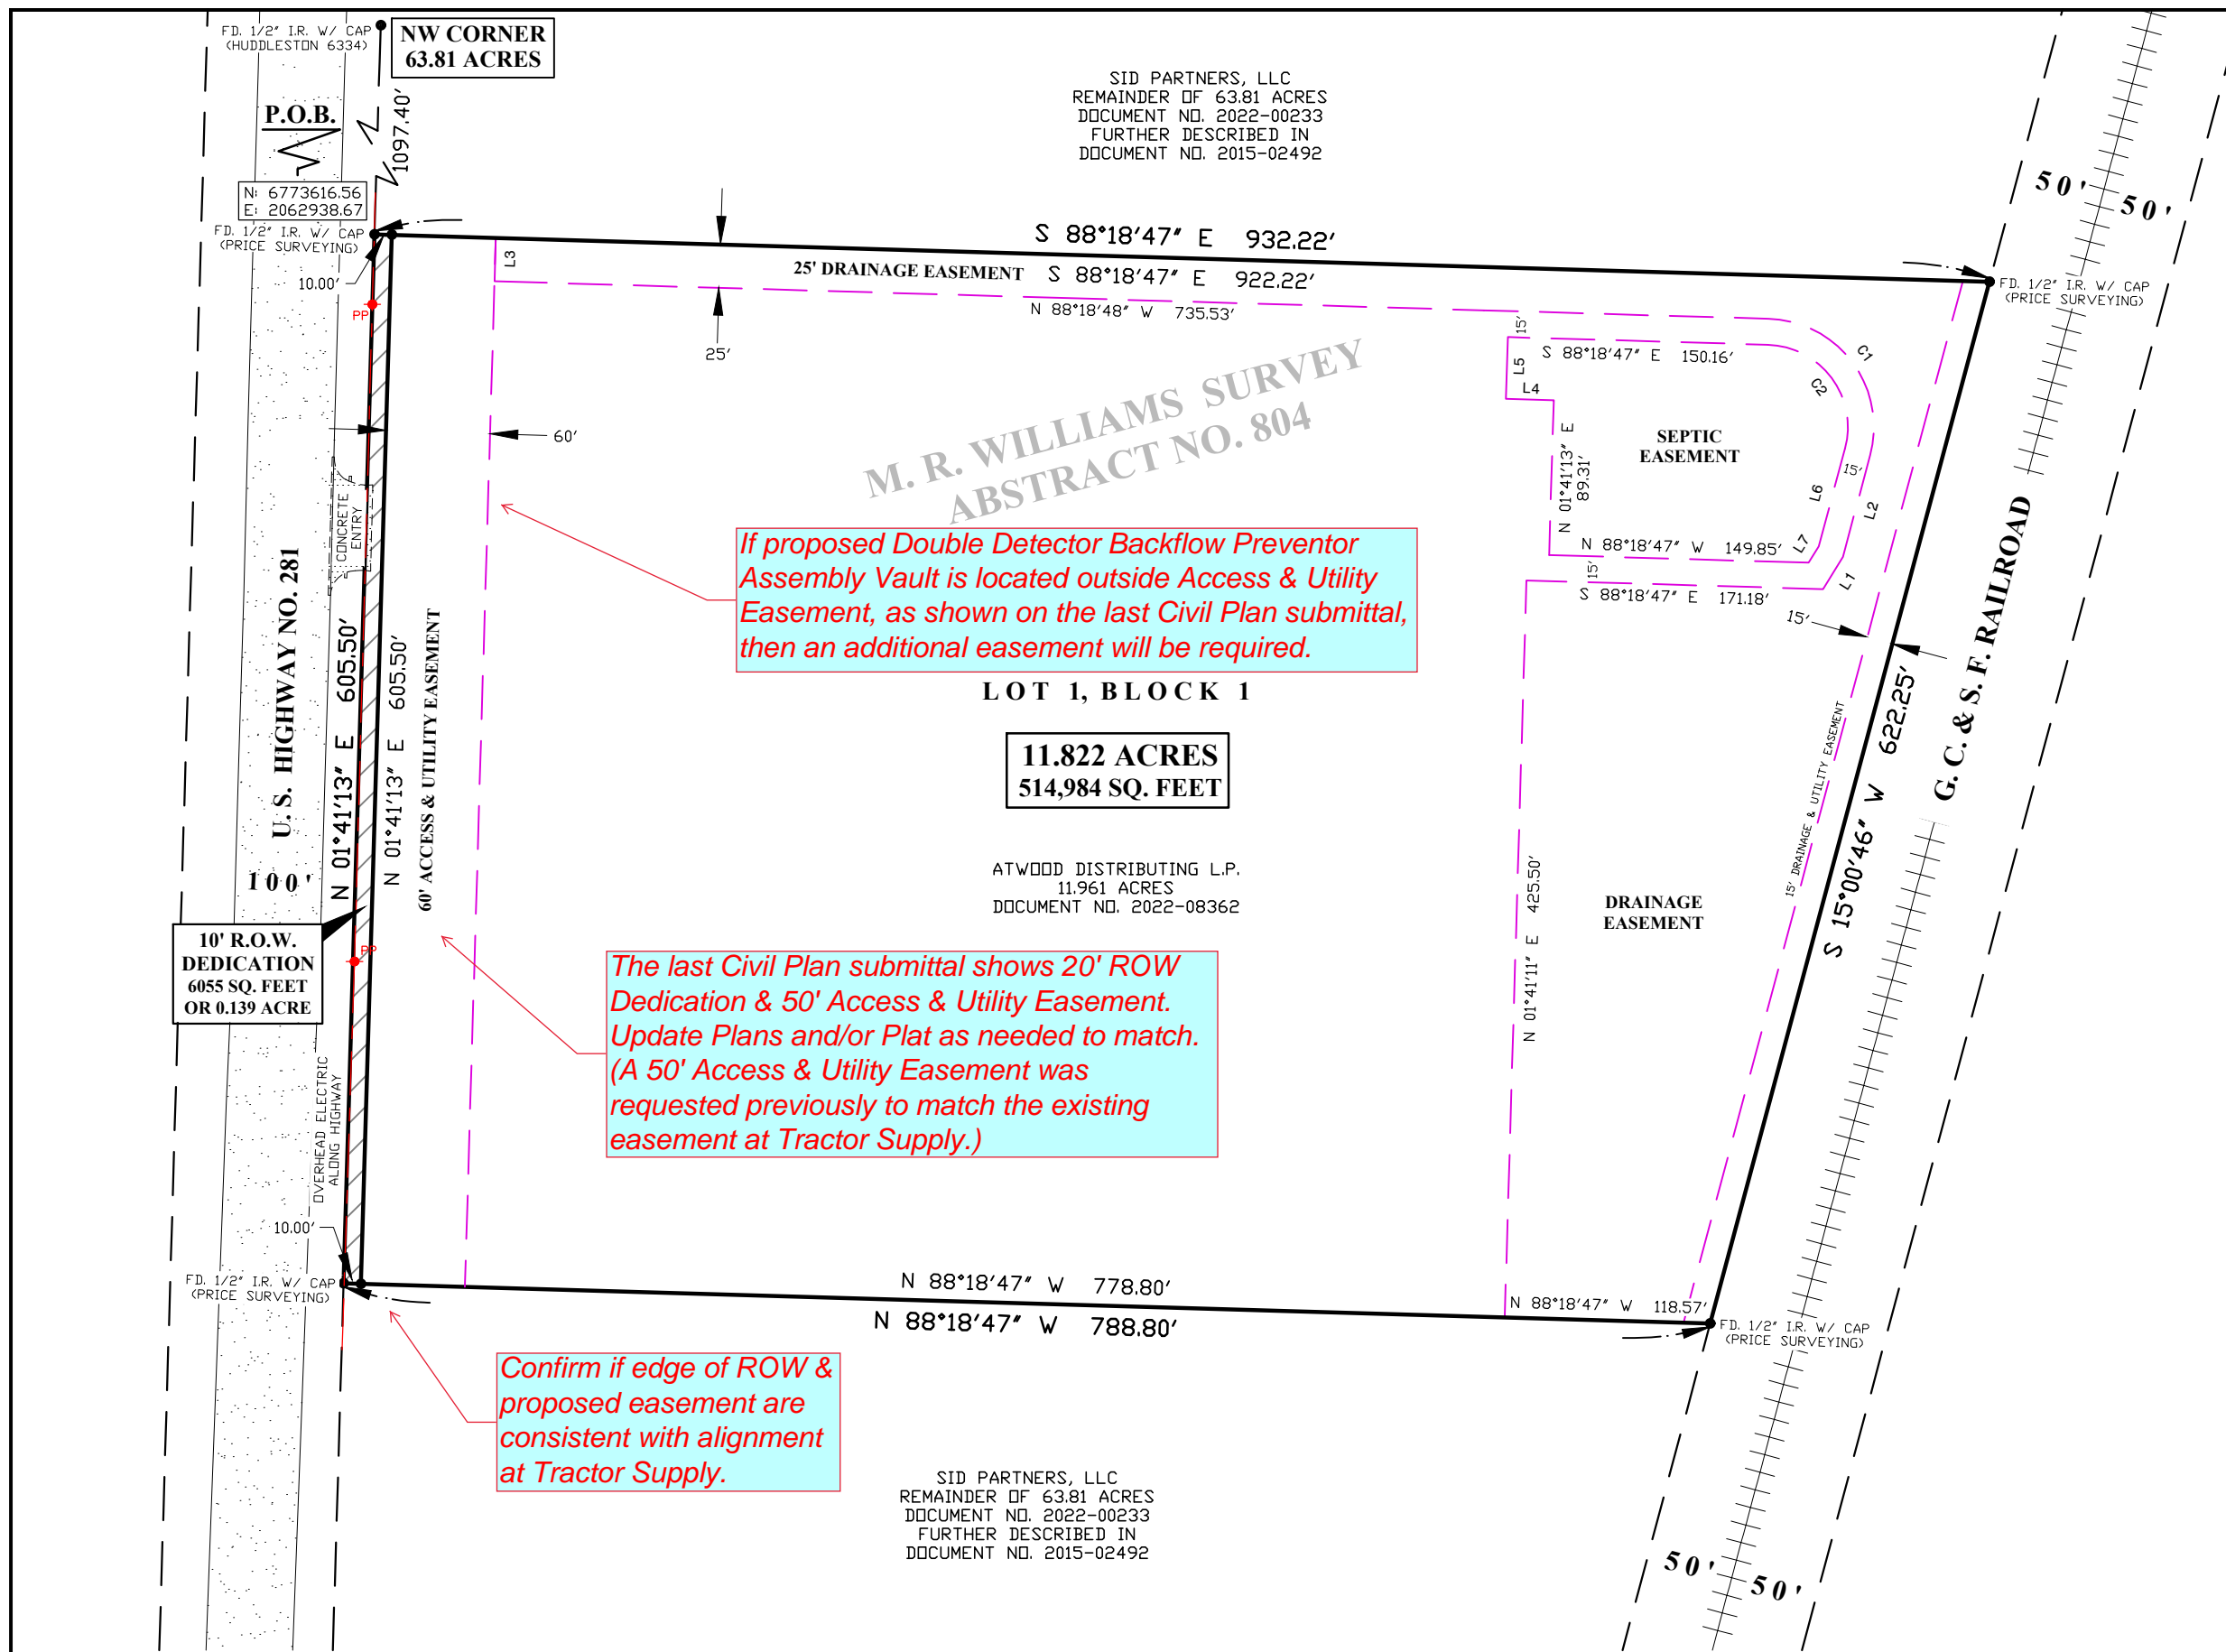 FD. 1/2" I.R. W/ CAP
(HUDDLESTON 6334)
NW CORNER
63.81 ACRES
P.O.B.
1097.40'
N: 6773616.56
E: 2062938.67
FD. 1/2" I.R. W/ CAP
(PRICE SURVEYING)
10.00'
PP
SID PARTNERS, LLC
REMAINDER OF 63.81 ACRES
DOCUMENT NO. 2022-00233
FURTHER DESCRIBED IN
DOCUMENT NO. 2015-02492
50' 50'
S 88°18'47" E 932.22'
25' DRAINAGE EASEMENT S 88°18'47" E 922.22'
N 88°18'48" W 735.53'
L3
25'
60'
FD. 1/2" I.R. W/ CAP
(PRICE SURVEYING)
15'
S 88°18'47" E 150.16'
L5
L4
C1
C2
M. R. WILLIAMS SURVEY
ABSTRACT NO. 804
SEPTIC
EASEMENT
N 01°41'13" E
89.31'
15'
L6
L2
N 88°18'47" W 149.85'
L7
15'
L1
S 88°18'47" E 171.18'
15'
CONCRETE
ENTRY
U.S. HIGHWAY NO. 281
100'
N 01°41'13" E 605.50'
N 01°41'13" E 605.50'
60' ACCESS & UTILITY EASEMENT
If proposed Double Detector Backflow Preventor
Assembly Vault is located outside Access & Utility
Easement, as shown on the last Civil Plan submittal,
then an additional easement will be required.
LOT 1, BLOCK 1
11.822 ACRES
514,984 SQ. FEET
ATWOOD DISTRIBUTING L.P.
11.961 ACRES
DOCUMENT NO. 2022-08362
G. C. & S. F. RAILROAD
S 15°00'46" W 622.25'
15' DRAINAGE & UTILITY EASEMENT
N 01°41'11" E 425.50'
DRAINAGE
EASEMENT
10' R.O.W.
DEDICATION
6055 SQ. FEET
OR 0.139 ACRE
PP
The last Civil Plan submittal shows 20' ROW
Dedication & 50' Access & Utility Easement.
Update Plans and/or Plat as needed to match.
(A 50' Access & Utility Easement was
requested previously to match the existing
easement at Tractor Supply.)
OVERHEAD ELECTRIC
ALONG HIGHWAY
10.00'
FD. 1/2" I.R. W/ CAP
(PRICE SURVEYING)
N 88°18'47" W 778.80'
N 88°18'47" W 788.80'
N 88°18'47" W 118.57'
FD. 1/2" I.R. W/ CAP
(PRICE SURVEYING)
Confirm if edge of ROW &
proposed easement are
consistent with alignment
at Tractor Supply.
SID PARTNERS, LLC
REMAINDER OF 63.81 ACRES
DOCUMENT NO. 2022-00233
FURTHER DESCRIBED IN
DOCUMENT NO. 2015-02492
50' 50'